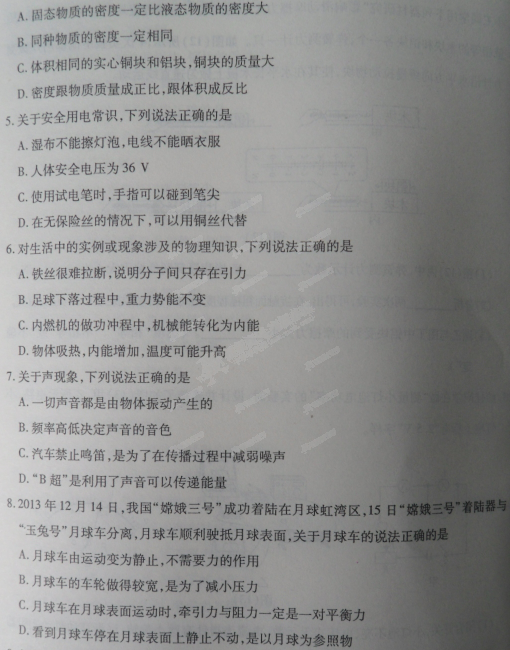 A. 固态物质的密度一定比液态物质的密度大
B. 同种物质的密度一定相同
C. 体积相同的实心铜块和铝块,铜块的质量大
D. 密度跟物质质量成正比,跟体积成反比
5. 关于安全用电常识,下列说法正确的是
A. 湿布不能擦灯泡,电线不能晒衣服
B. 人体安全电压为 36 V
C. 使用试电笔时,手指可以碰到笔尖
D. 在无保险丝的情况下,可以用铜丝代替
6. 对生活中的实例或现象涉及的物理知识,下列说法正确的是
A. 铁丝很难拉断,说明分子间只存在引力
B. 足球下落过程中,重力势能不变
C. 内燃机的做功冲程中,机械能转化为内能
D. 物体吸热,内能增加,温度可能升高
7. 关于声现象,下列说法正确的是
A. 一切声音都是由物体振动产生的
B. 频率高低决定声音的音色
C. 汽车禁止鸣笛,是为了在传播过程中减弱噪声
D. “B 超”是利用了声音可以传递能量
8. 2013 年 12 月 14 日,我国“嫦娥三号”成功着陆在月球虹湾区,15 日“嫦娥三号”着陆器与
“玉兔号”月球车分离,月球车顺利驶抵月球表面,关于月球车的说法正确的是
A. 月球车由运动变为静止,不需要力的作用
B. 月球车的车轮做得较宽,是为了减小压力
C. 月球车在月球表面运动时,牵引力与阻力一定是一对平衡力
D. 看到月球车停在月球表面上静止不动,是以月球为参照物